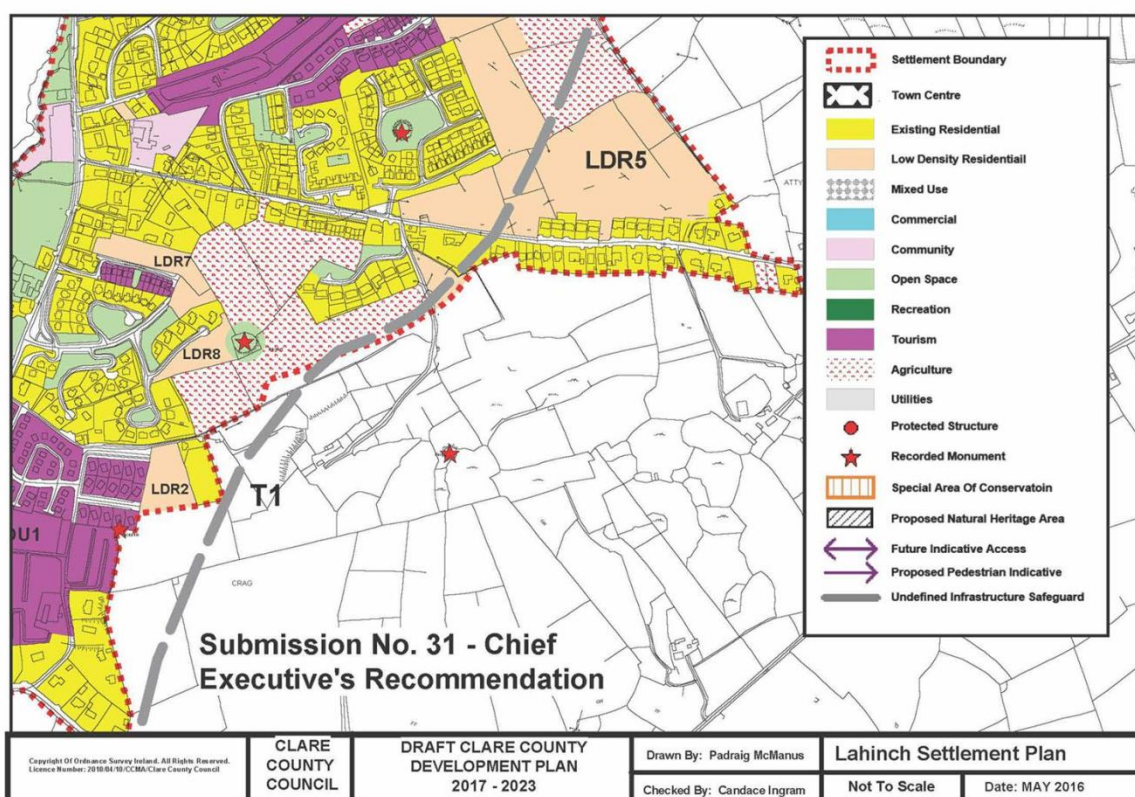 LDR5
ATTY
LDR7
LDR8
LDR2
T1
OU1
CRAG
Submission No. 31 - Chief
Executive's Recommendation
Settlement Boundary
Town Centre
Existing Residential
Low Density Residentiail
Mixed Use
Commercial
Community
Open Space
Recreation
Tourism
Agriculture
Utilities
Protected Structure
Recorded Monument
Special Area Of Conservatoin
Proposed Natural Heritage Area
Future Indicative Access
Proposed Pedestrian Indicative
Undefined Infrastructure Safeguard
Copyright Of Ordnance Survey Ireland. All Rights Reserved.
Licence Number: 2010/04/10/CCMA/Clare County Council
CLARE
COUNTY
COUNCIL
DRAFT CLARE COUNTY
DEVELOPMENT PLAN
2017 - 2023
Drawn By: Padraig McManus
Checked By: Candace Ingram
Lahinch Settlement Plan
Not To Scale
Date: MAY 2016